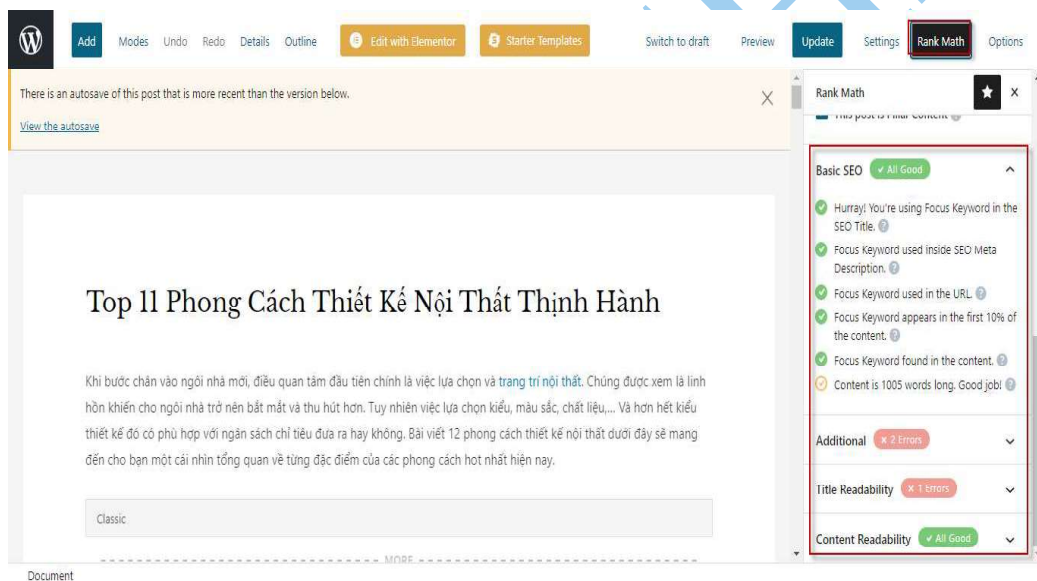 Add Modes Undo Redo Details Outline Edit with Elementor Starter Templates Switch to draft Preview Update Settings Rank Math Options
There is an autosave of this post that is more recent than the version below.
View the autosave
Top 11 Phong Cách Thiết Kế Nội Thất Thịnh Hành
Khi bước chân vào ngôi nhà mới, điều quan tâm đầu tiên chính là việc lựa chọn và trang trí nội thất. Chúng được xem là linh
hồn khiến cho ngôi nhà trở nên bắt mắt và thu hút hơn. Tuy nhiên việc lựa chọn kiểu, màu sắc, chất liệu,... Và hơn hết kiểu
thiết kế đó có phù hợp với ngân sách chỉ tiêu đưa ra hay không. Bài viết 12 phong cách thiết kế nội thất dưới đây sẽ mang
đến cho bạn một cái nhìn tổng quan về từng đặc điểm của các phong cách hot nhất hiện nay.
Classic
MORE
Document
Rank Math
This post is Pillar Content
Basic SEO All Good
Hurray! You're using Focus Keyword in the
SEO Title.
Focus Keyword used inside SEO Meta
Description.
Focus Keyword used in the URL.
Focus Keyword appears in the first 10% of
the content.
Focus Keyword found in the content.
Content is 1005 words long. Good job!
Additional × 2 Errors
Title Readability × 1 Errors
Content Readability All Good